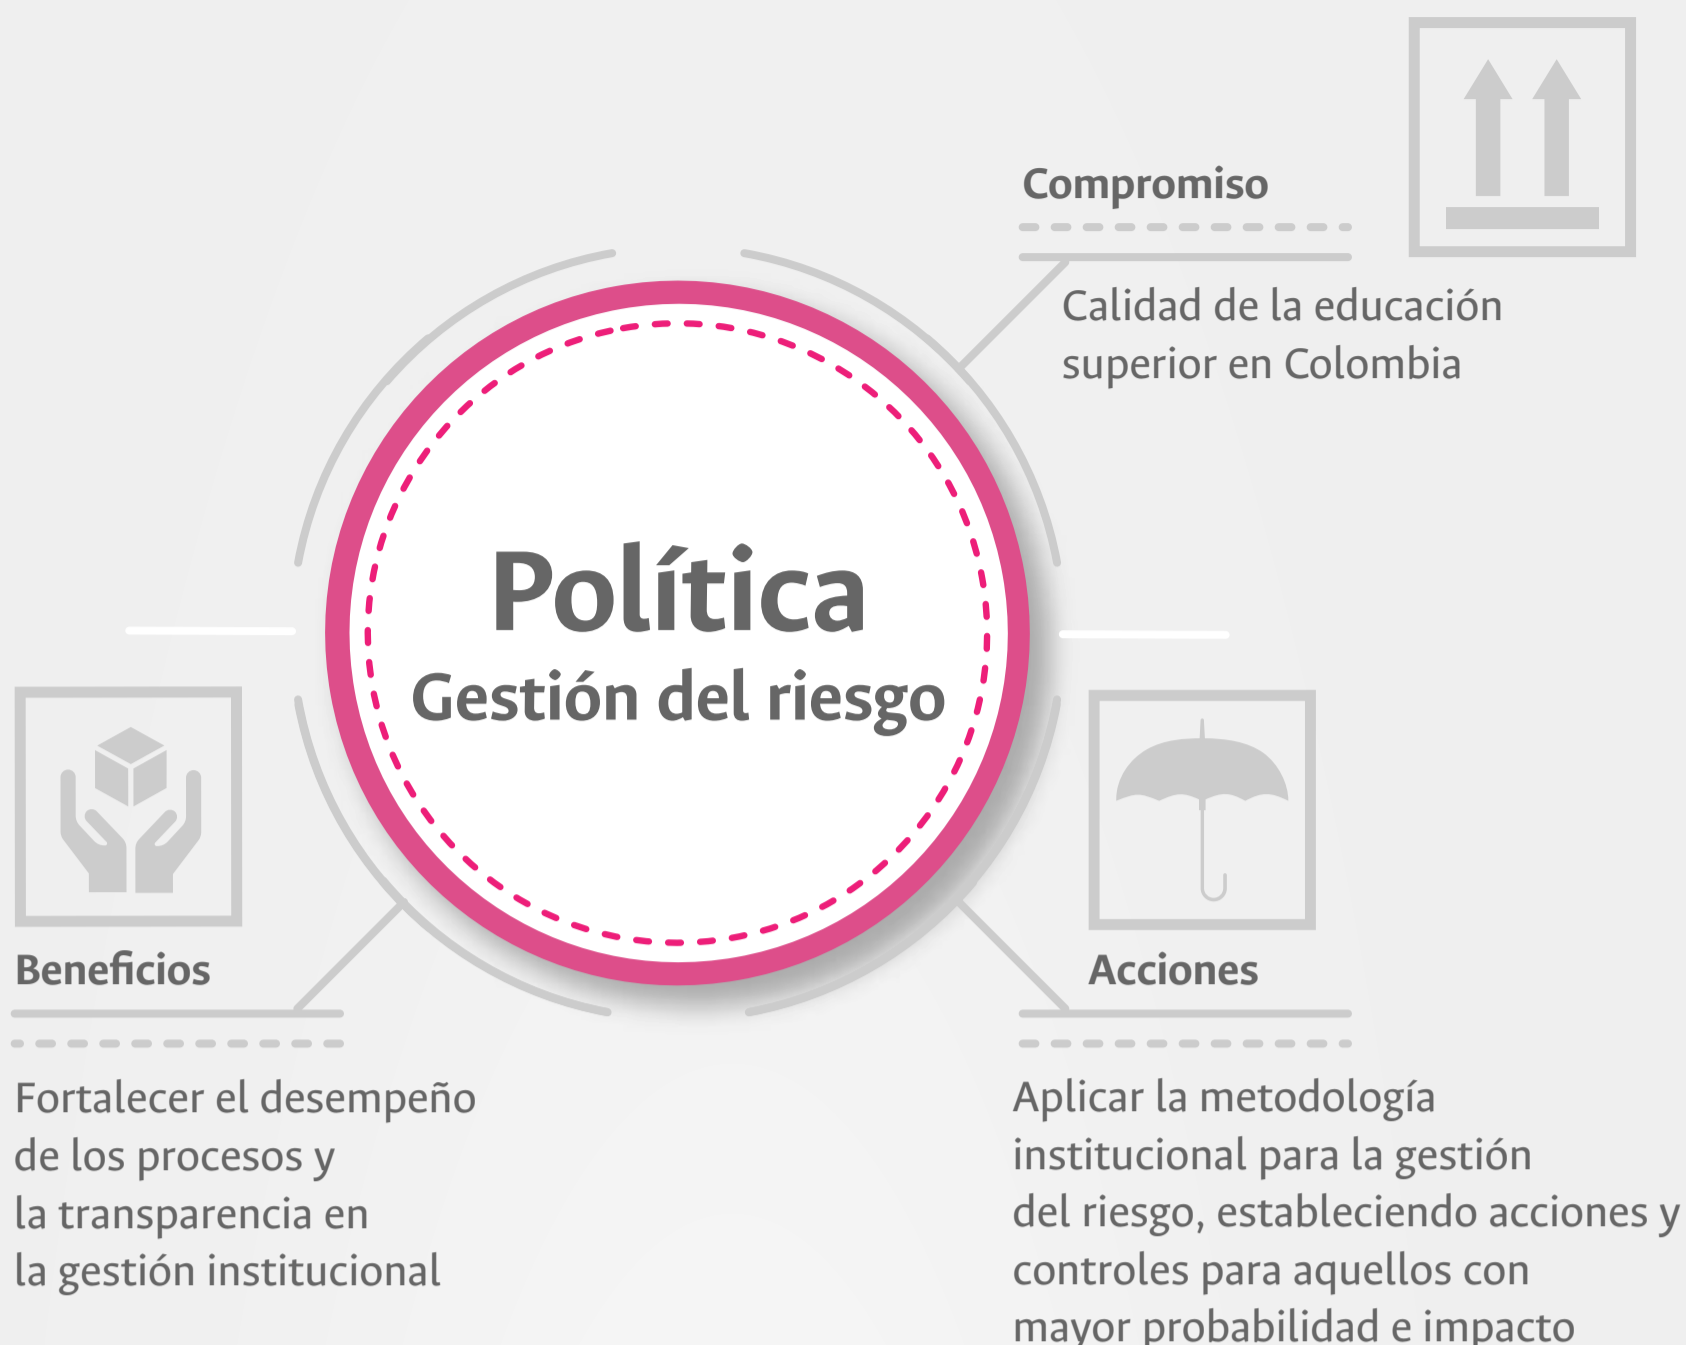 Compromiso
Calidad de la educación
superior en Colombia
Política
Gestión del riesgo
Beneficios
Fortalecer el desempeño
de los procesos y
la transparencia en
la gestión institucional
Acciones
Aplicar la metodología
institucional para la gestión
del riesgo, estableciendo acciones y
controles para aquellos con
mayor probabilidad e impacto